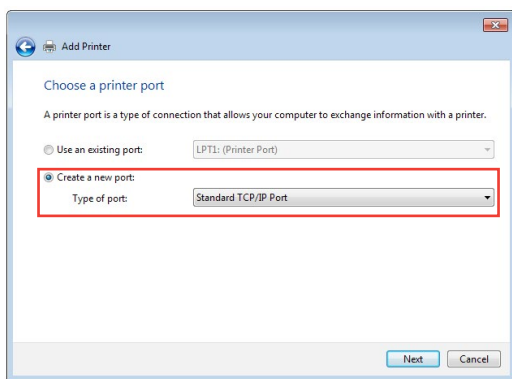 Add Printer
Choose a printer port
A printer port is a type of connection that allows your computer to exchange information with a printer.
Use an existing port: LPT1: (Printer Port)
Create a new port:
Type of port: Standard TCP/IP Port
Next Cancel